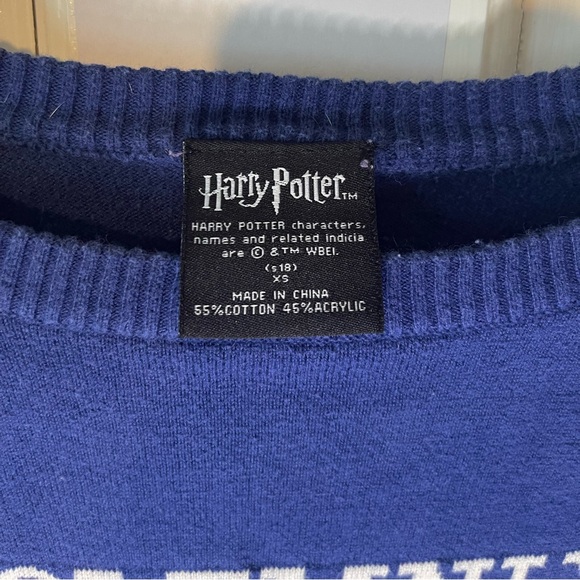 Harry Potter™
HARRY POTTER characters,
names and related indicia
are © & ™ WBEI.
(s18)
XS
MADE IN CHINA
55%COTTON 45%ACRYLIC